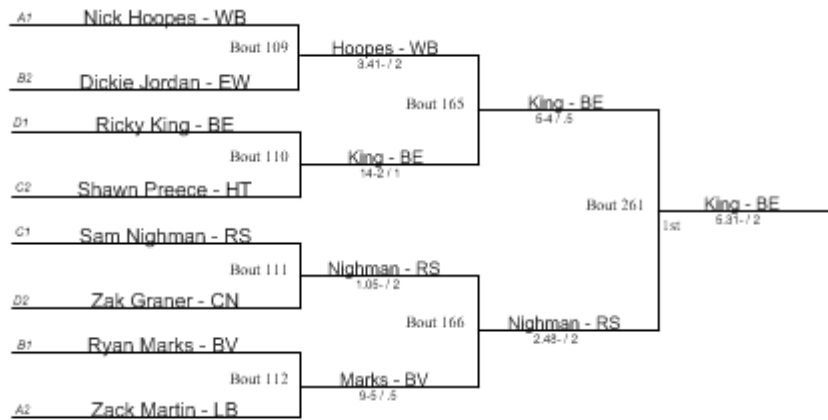 A1 Nick Hoopes - WB
Bout 109
Hoopes - WB
3.41- / 2
B2 Dickie Jordan - EW
Bout 165
King - BE
5-4 / .5
D1 Ricky King - BE
Bout 110
King - BE
14-2 / 1
C2 Shawn Preece - HT
Bout 261
King - BE
5.31- / 2
1st
C1 Sam Nighman - RS
Bout 111
Nighman - RS
1.05- / 2
D2 Zak Graner - CN
Bout 166
Nighman - RS
2.48- / 2
B1 Ryan Marks - BV
Bout 112
Marks - BV
9-5 / .5
A2 Zack Martin - LB